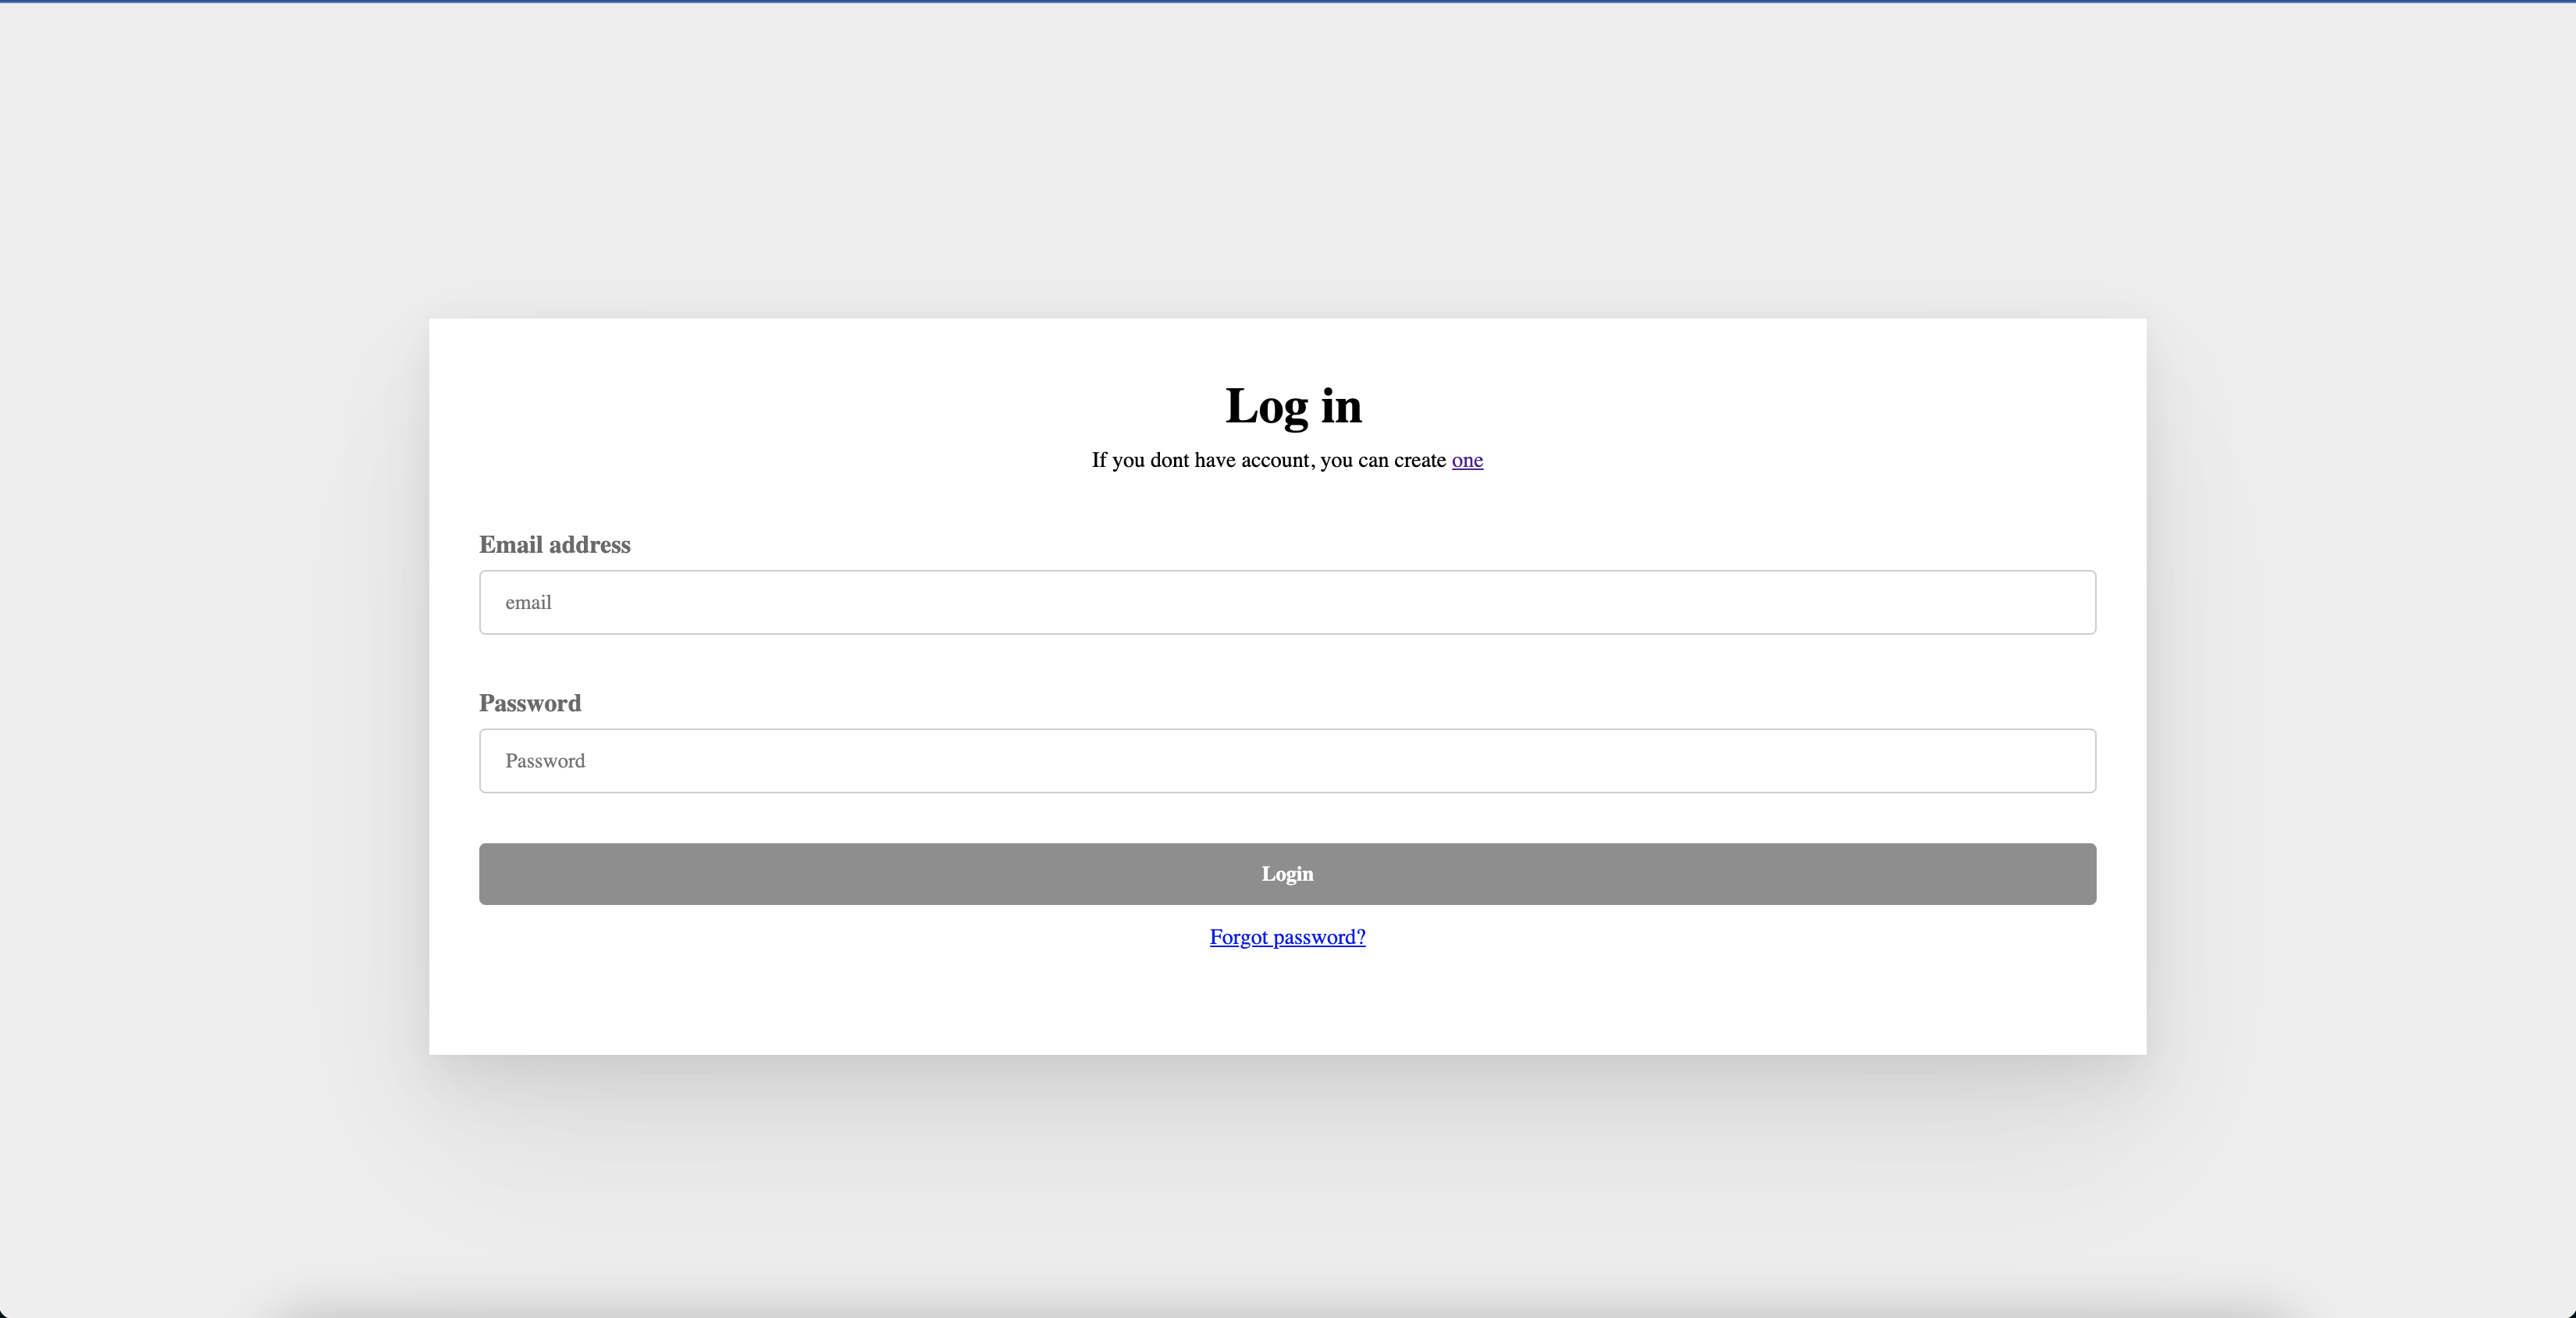 Log in
If you dont have account, you can create one
Email address
email
Password
Password
Login
Forgot password?